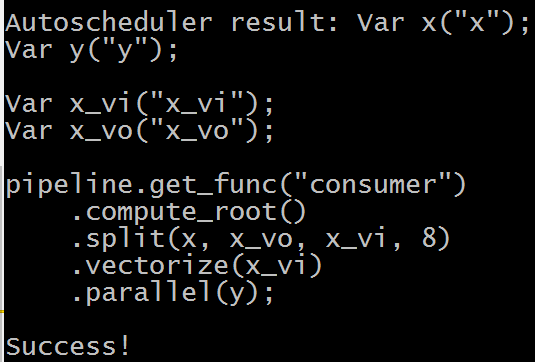 Autoscheduler result: Var x("x");
Var y("y");
Var x_vi("x_vi");
Var x_vo("x_vo");
pipeline.get_func("consumer")
.compute_root()
.split(x, x_vo, x_vi, 8)
.vectorize(x_vi)
.parallel(y);
Success!